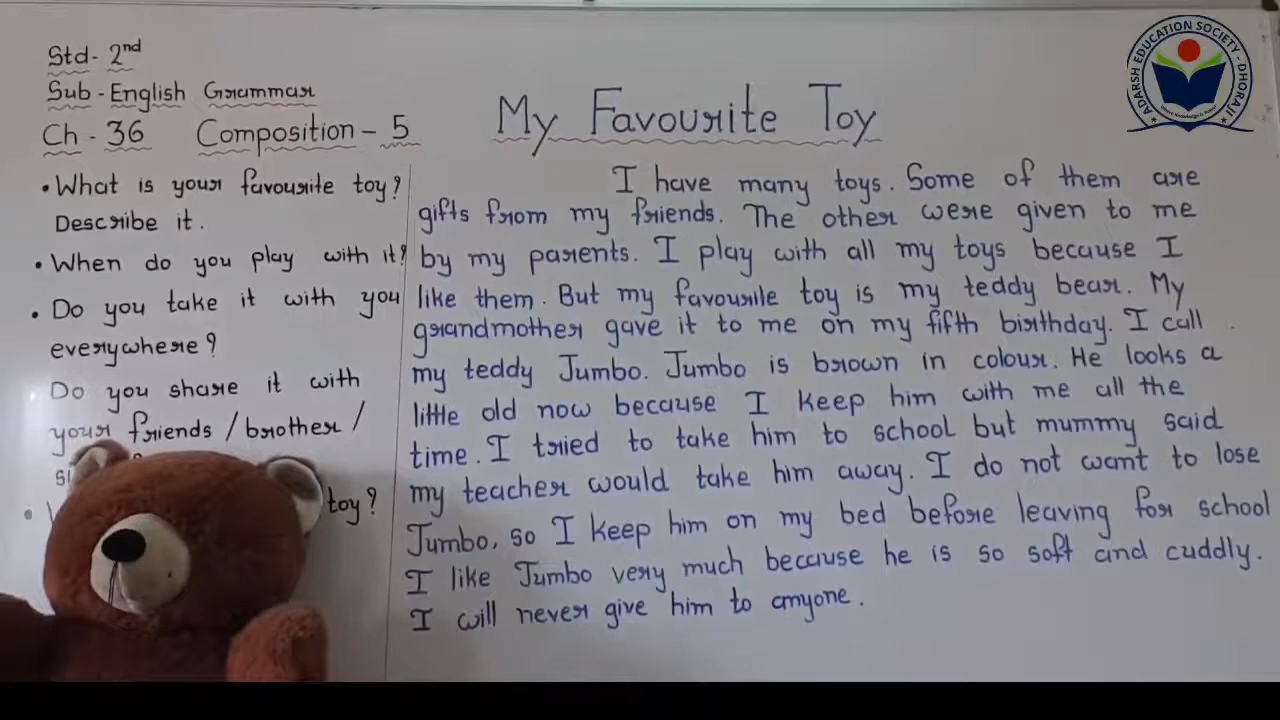 Std- 2nd
Sub - English Grammar
Ch - 36 Composition - 5
My Favourite Toy
• What is your favourite toy?
Describe it.
• When do you play with it?
• Do you take it with you
everywhere?
Do you share it with
your friends / brother /
toy?
I have many toys. Some of them are
gifts from my friends. The other were given to me
by my parents. I play with all my toys because I
like them. But my favourite toy is my teddy bear. My
grandmother gave it to me on my fifth birthday. I call
my teddy Jumbo. Jumbo is brown in colour. He looks a
little old now because I keep him with me all the
time. I tried to take him to school but mummy said
my teacher would take him away. I do not want to lose
Jumbo, so I keep him on my bed before leaving for school
I like Jumbo very much because he is so soft and cuddly.
I will never give him to anyone.
ADARSH EDUCATION SOCIETY - DHORAJI